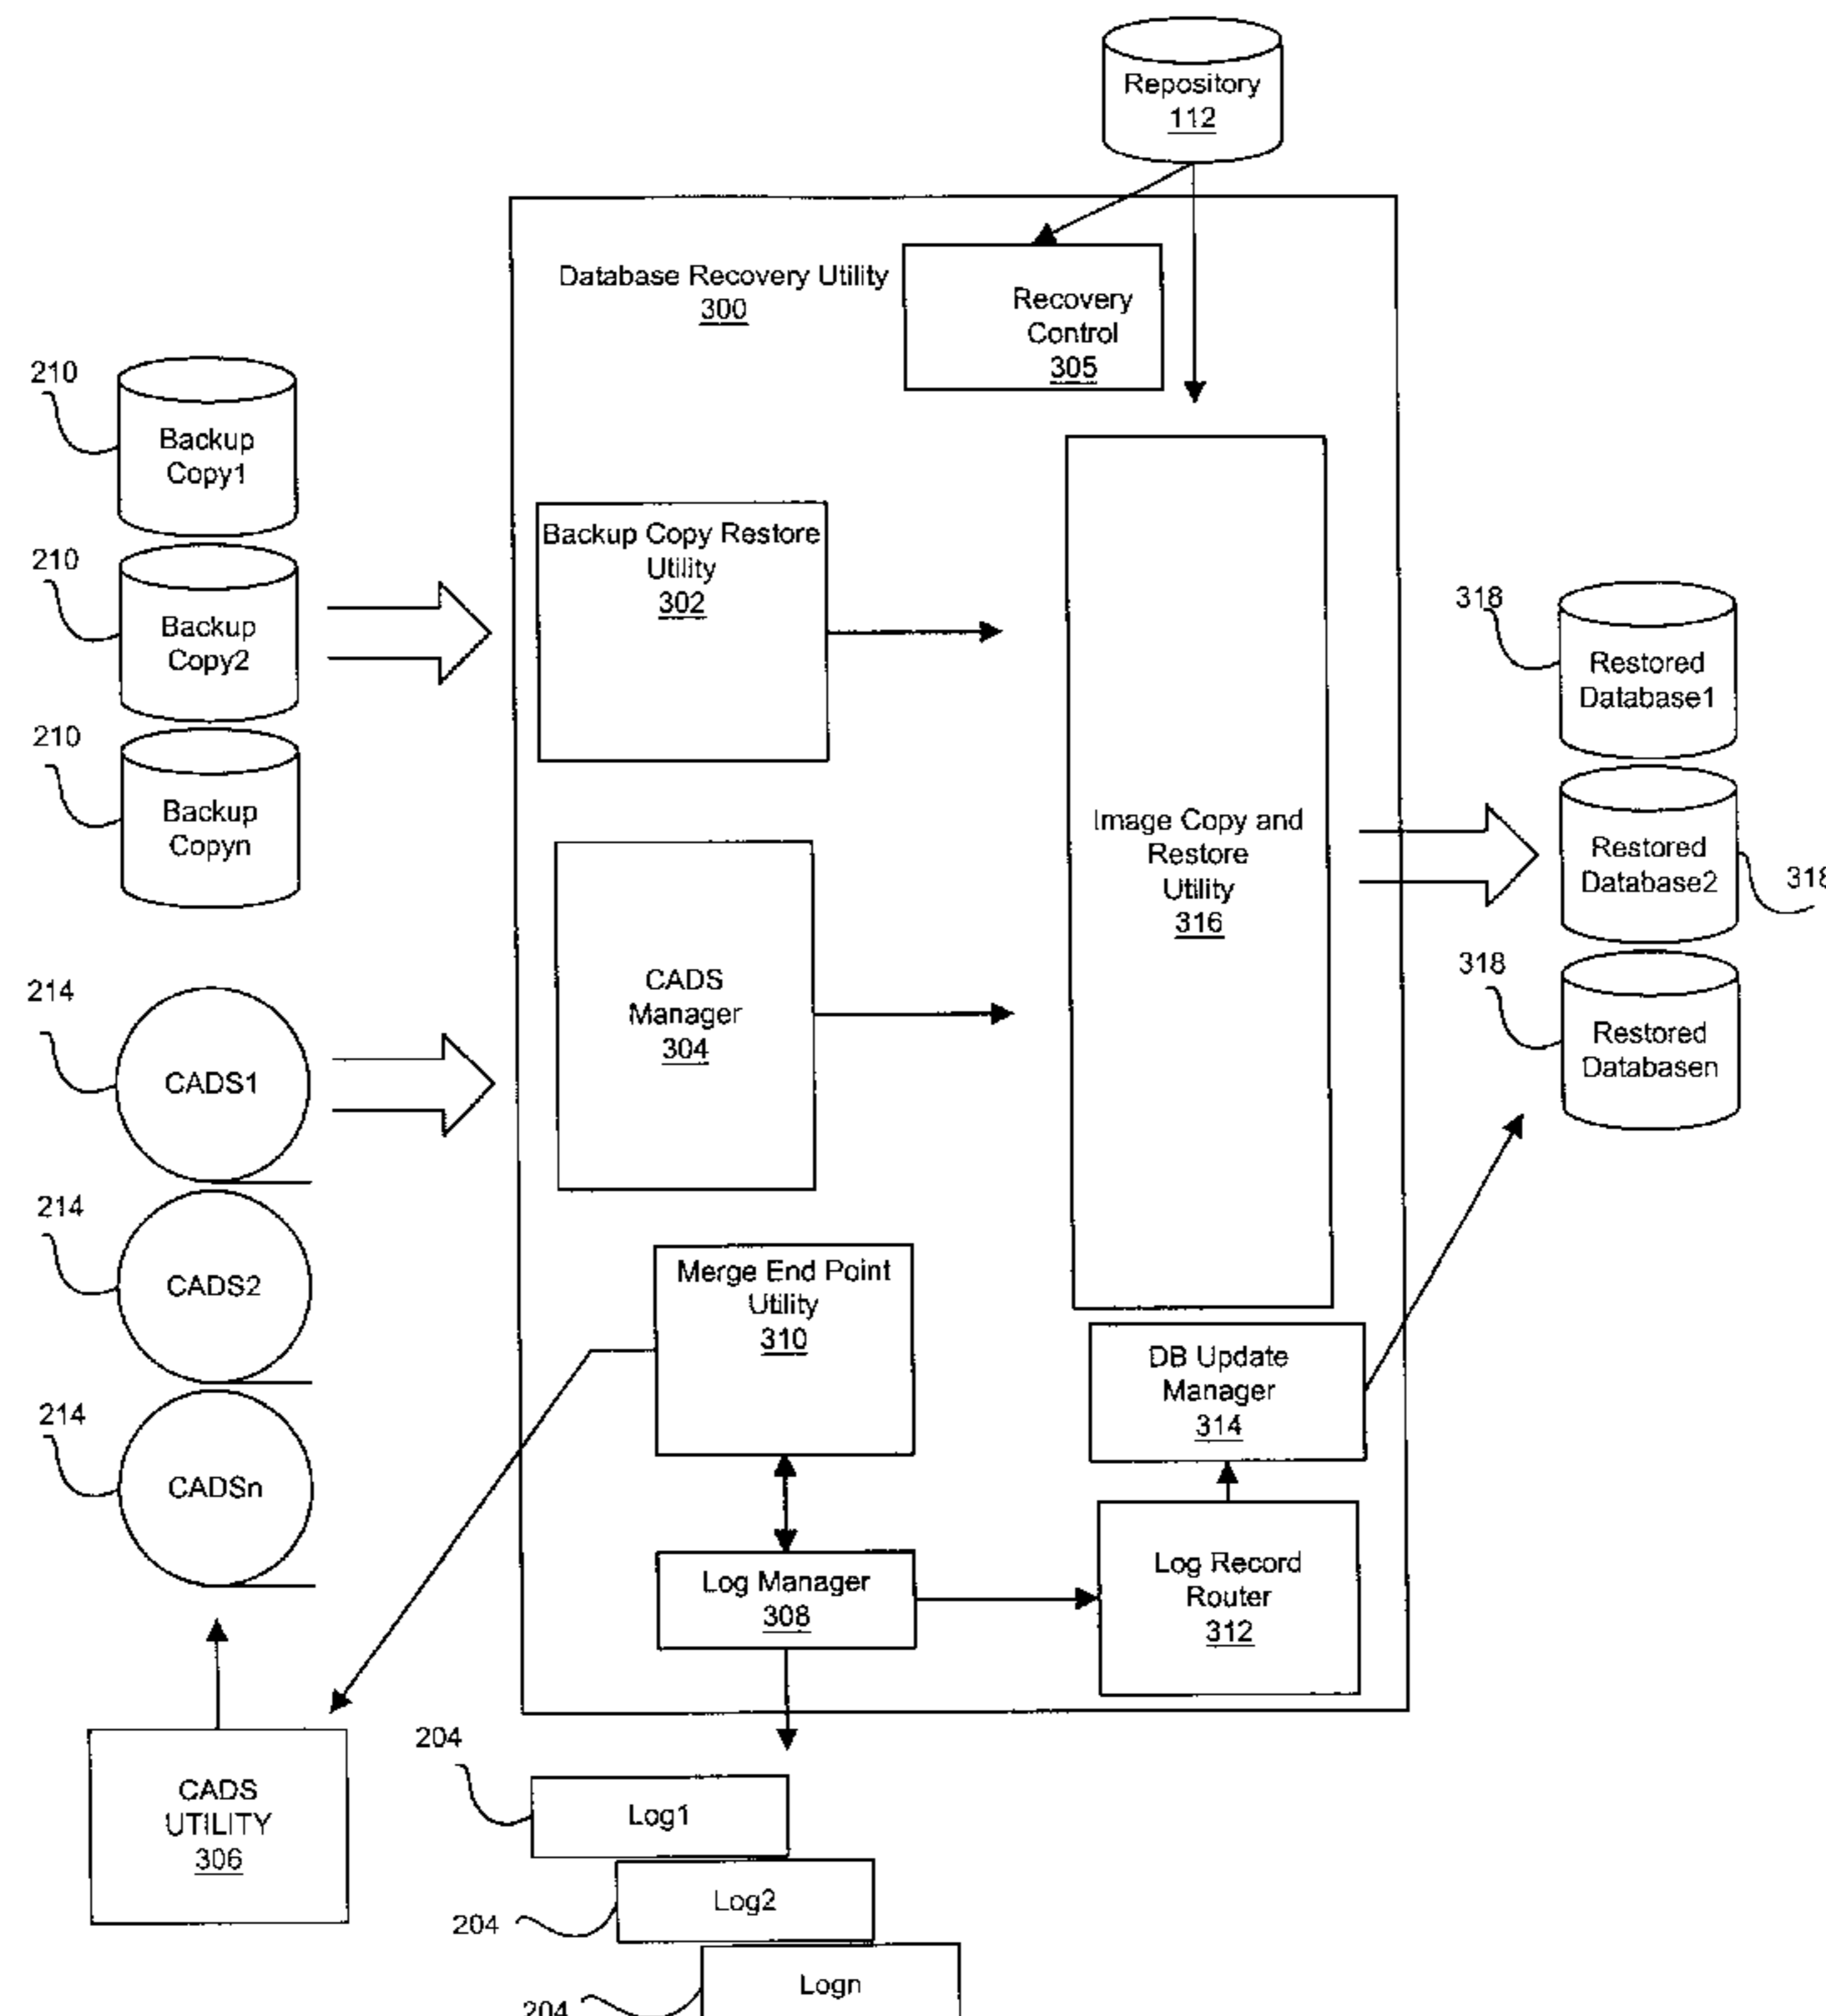 Repository
112
Database Recovery Utility
300
Recovery
Control
305
210
Backup
Copy1
210
Backup
Copy2
210
Backup
Copyn
Backup Copy Restore
Utility
302
Image Copy and
Restore
Utility
316
318
Restored
Database1
Restored
Database2
318
318
Restored
Databasen
CADS
Manager
304
214
CADS1
214
CADS2
214
CADSn
Merge End Point
Utility
310
DB Update
Manager
314
Log Manager
308
Log Record
Router
312
CADS
UTILITY
306
204
Log1
204
Log2
204
Logn